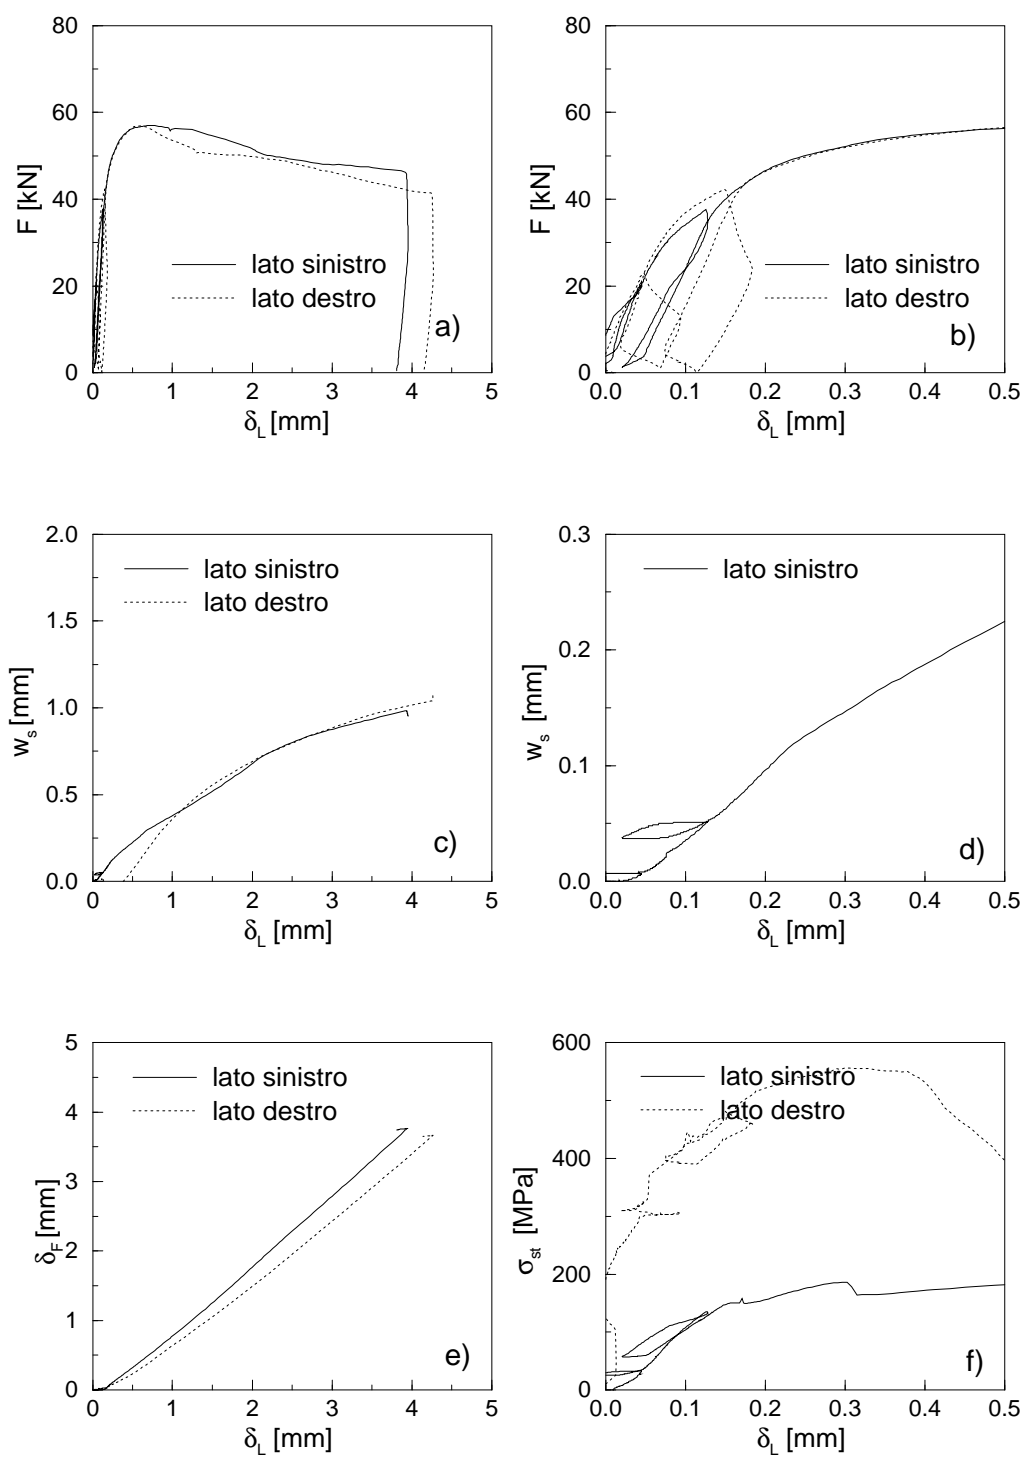 80
60
40
20
0
F [kN]
lato sinistro
lato destro
a)
0 1 2 3 4 5
δL [mm]
80
60
40
20
0
F [kN]
lato sinistro
lato destro
b)
0.0 0.1 0.2 0.3 0.4 0.5
δL [mm]
2.0
1.5
1.0
0.5
0.0
ws [mm]
lato sinistro
lato destro
c)
0 1 2 3 4 5
δL [mm]
0.3
0.2
0.1
0.0
ws [mm]
lato sinistro
d)
0.0 0.1 0.2 0.3 0.4 0.5
δL [mm]
5
4
3
2
1
0
δF [mm]
lato sinistro
lato destro
e)
0 1 2 3 4 5
δL [mm]
600
400
200
0
σst [MPa]
lato sinistro
lato destro
f)
0.0 0.1 0.2 0.3 0.4 0.5
δL [mm]